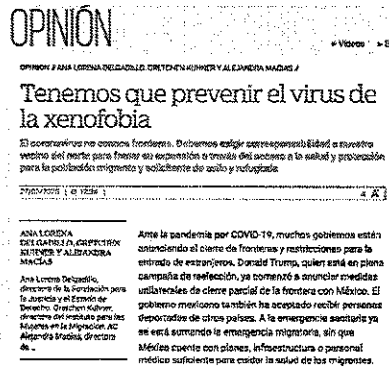 OPINIÓN
▸ Videos
OPINIÓN // ANA LORENA DELGADILLO, GRETCHEN KUHNER Y ALEJANDRA MACÍAS //
Tenemos que prevenir el virus de
la xenofobia
El coronavirus no conoce fronteras. Debemos exigir corresponsabilidad a nuestro
vecino del norte para frenar su expansión a través del acceso a la salud y protección
para la población migrante y solicitante de asilo y refugiada
A
ANA LORENA
DELGADILLO, GRETCHEN
KUHNER Y ALEJANDRA
MACÍAS
Ana Lorena Delgadillo,
directora de la Fundación para
la Justicia y el Estado de
Derecho. Gretchen Kuhner,
directora del Instituto para las
Mujeres en la Migración, AC
Alejandra Macías, directora
de ...
Ante la pandemia por COVID-19, muchos gobiernos están
anunciando el cierre de fronteras y restricciones para la
entrada de extranjeros. Donald Trump, quien está en plena
campaña de reelección, ya comenzó a anunciar medidas
unilaterales de cierre parcial de la frontera con México. El
gobierno mexicano también ha aceptado recibir personas
deportadas de otros países. A la emergencia sanitaria ya
se está sumando la emergencia migratoria, sin que
México cuente con planes, infraestructura o personal
médico suficiente para cuidar la salud de los migrantes.